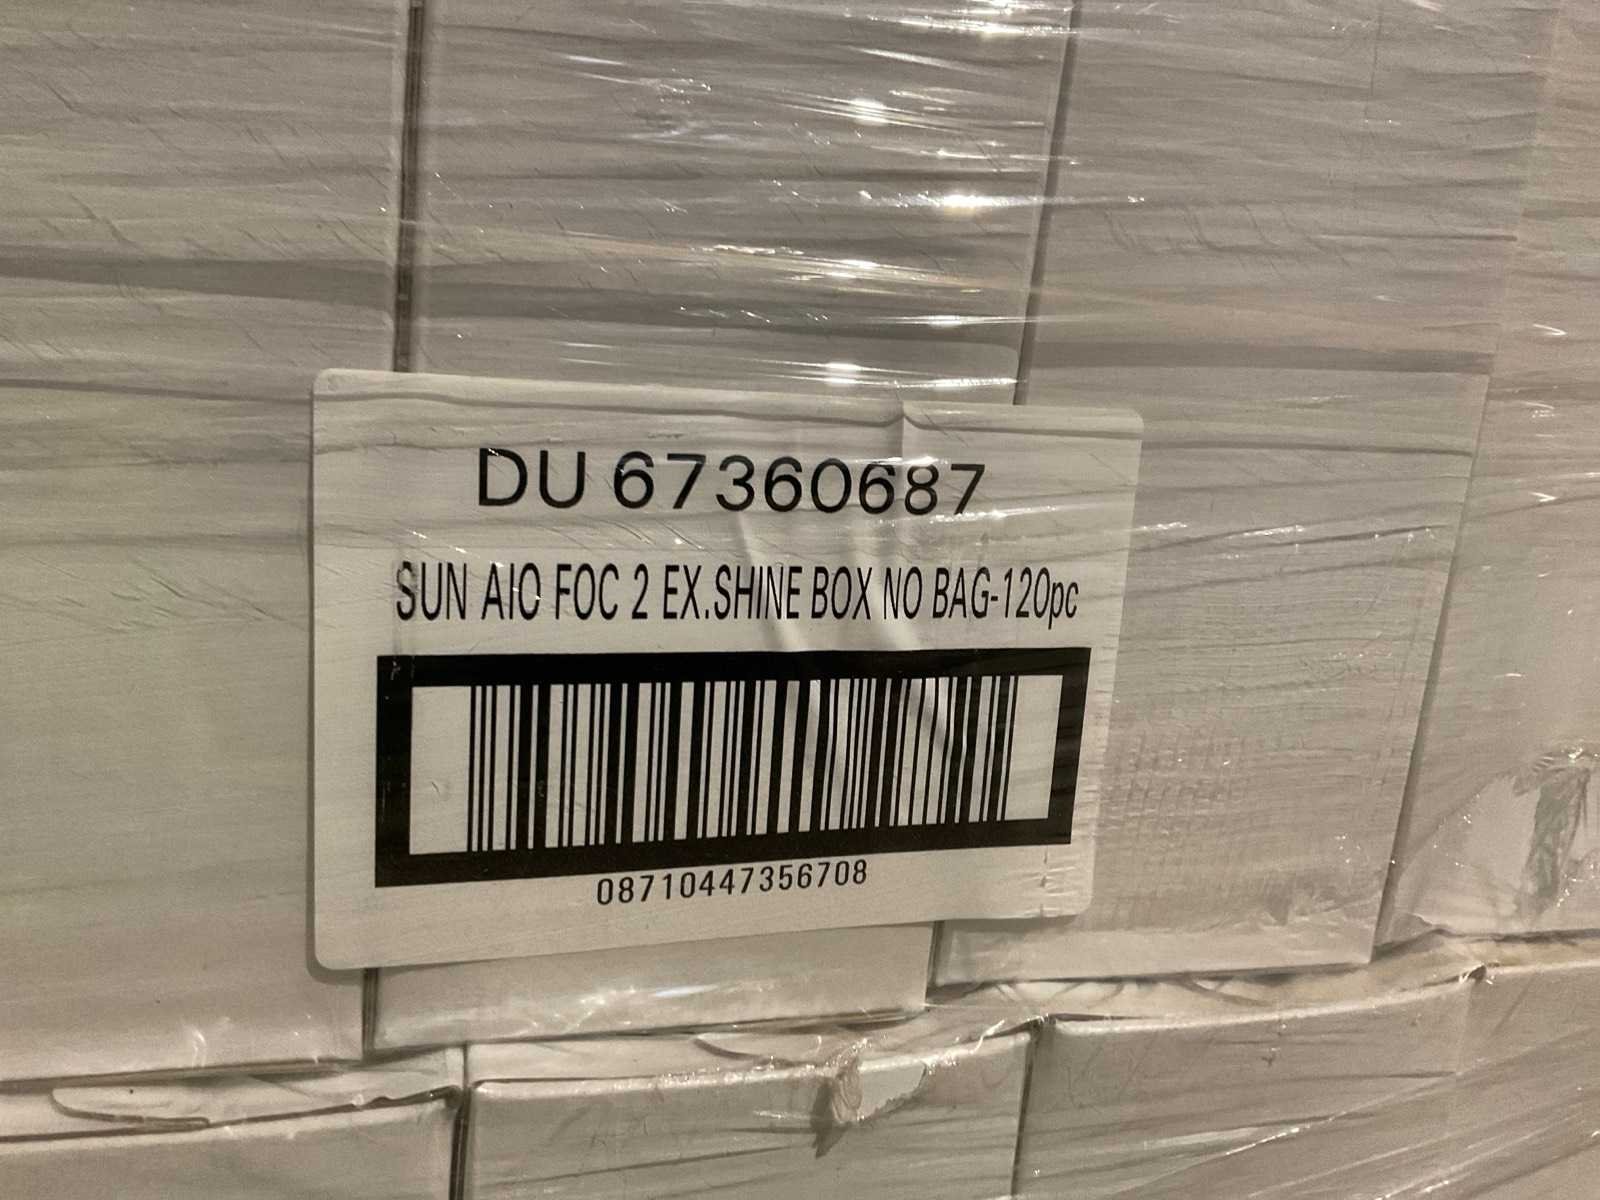 DU 67360687
SUN AIO FOC 2 EX.SHINE BOX NO BAG-120pc
08710447356708